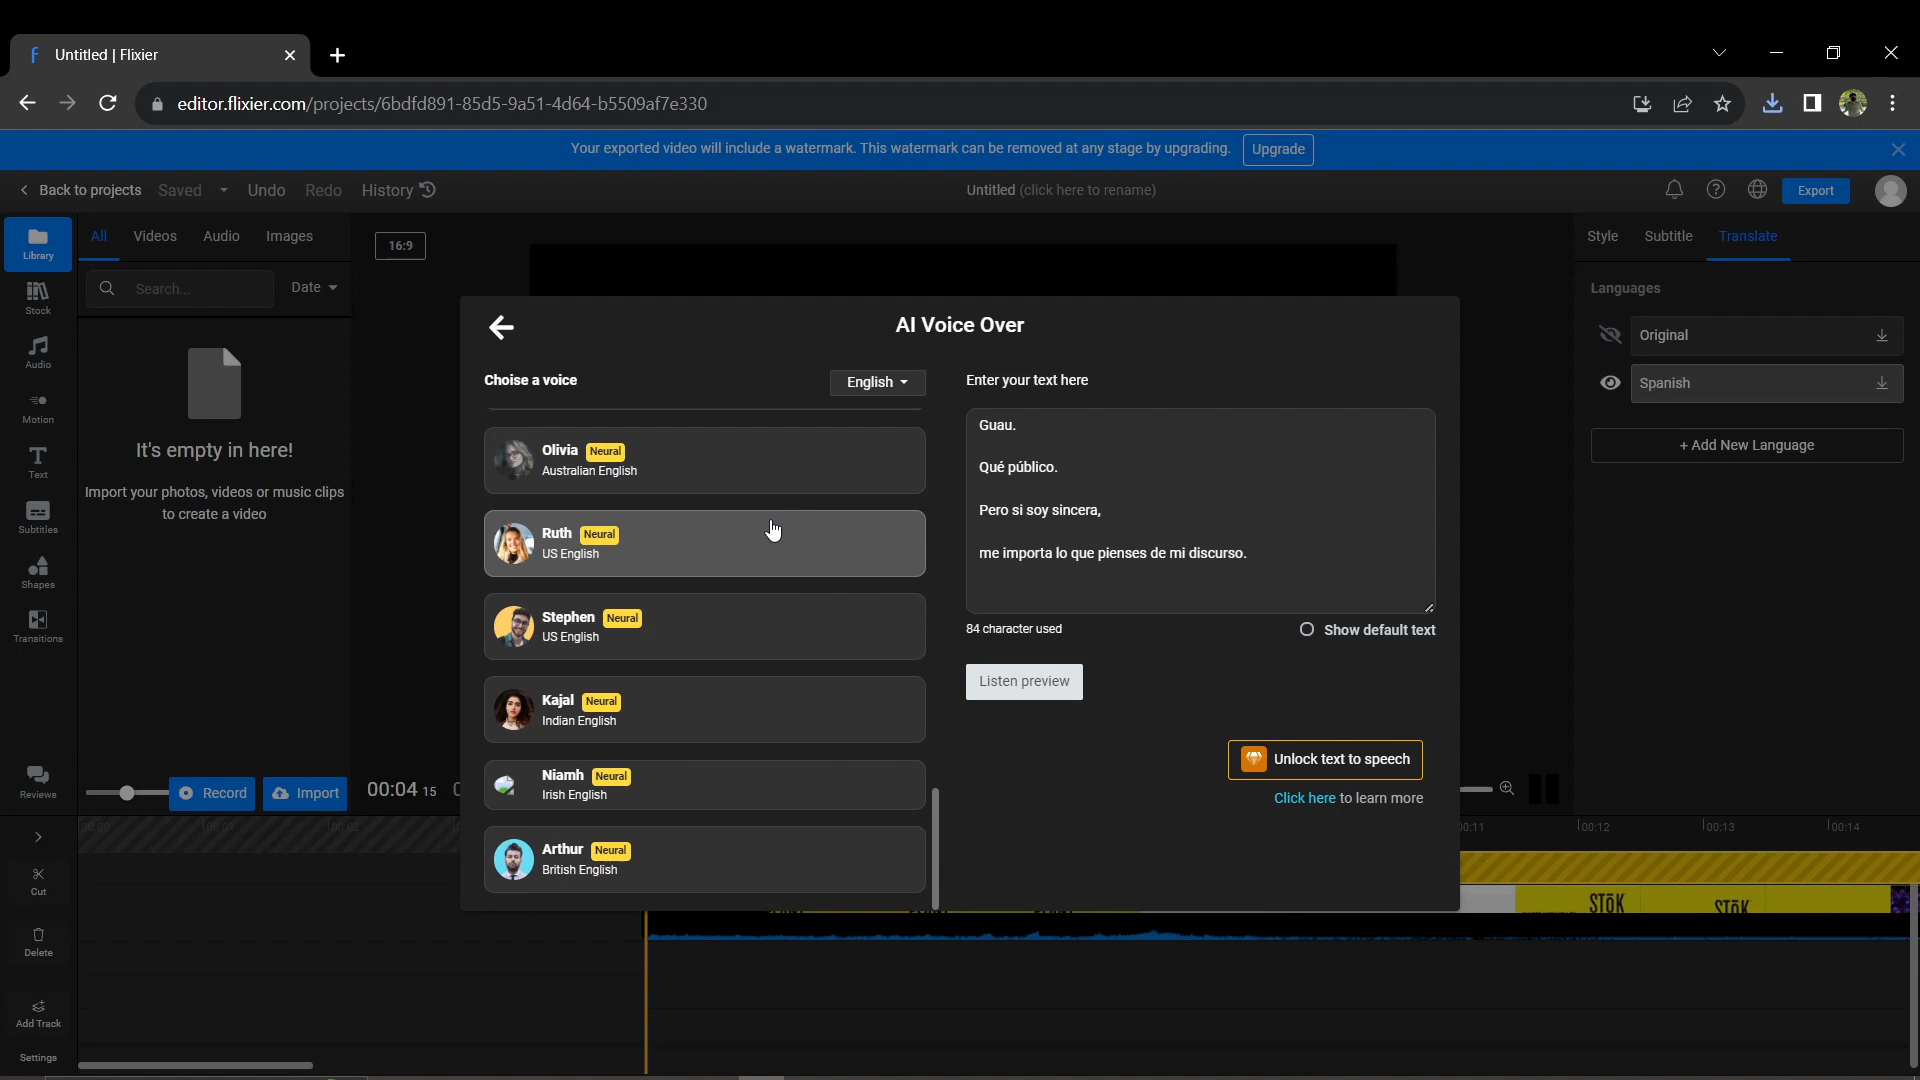 Untitled | Flixier
editor.flixier.com/projects/6bdfd891-85d5-9a51-4d64-b5509af7e330
Your exported video will include a watermark. This watermark can be removed at any stage by upgrading.
Upgrade
Back to projects
Saved
Undo
Redo
History
Untitled (click here to rename)
Export
Library
Stock
Audio
Motion
Text
Subtitles
Shapes
Transitions
Reviews
All
Videos
Audio
Images
Search...
Date
It's empty in here!
Import your photos, videos or music clips
to create a video
Record
Import
16:9
00:04 15
AI Voice Over
Choise a voice
English
Olivia Neural
Australian English
Ruth Neural
US English
Stephen Neural
US English
Kajal Neural
Indian English
Niamh Neural
Irish English
Arthur Neural
British English
Enter your text here
Guau.
Qué público.
Pero si soy sincera,
me importa lo que pienses de mi discurso.
84 character used
Show default text
Listen preview
Unlock text to speech
Click here to learn more
Style
Subtitle
Translate
Languages
Original
Spanish
+ Add New Language
00:00
00:01
00:02
00:11
00:12
00:13
00:14
Cut
Delete
Add Track
Settings
STōK
STōK